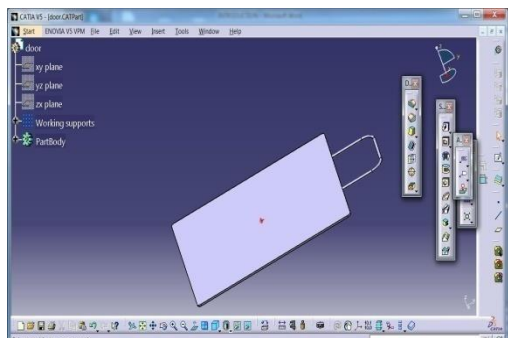 CATIA V5 - [door.CATPart]
Start ENOVIA V5 VPM File Edit View Insert Tools Window Help
door
xy plane
yz plane
zx plane
Working supports
PartBody